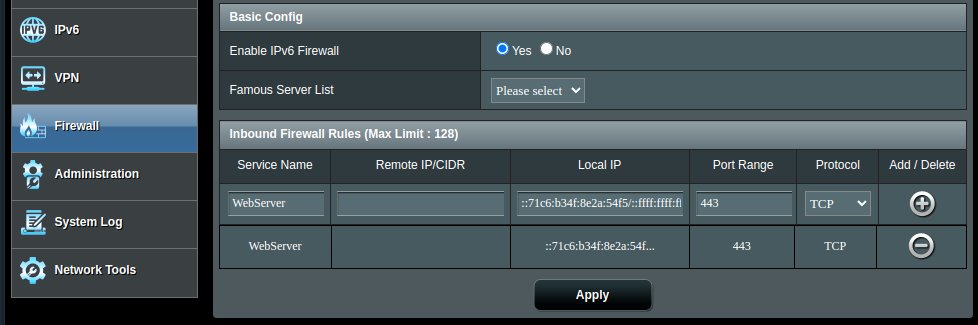 Basic Config
IPv6
Enable IPv6 Firewall Yes No
VPN
Famous Server List Please select
Firewall
Inbound Firewall Rules (Max Limit : 128)
Service Name Remote IP/CIDR Local IP Port Range Protocol Add / Delete
Administration
WebServer ::71c6:b34f:8e2a:54f5/::ffff:ffff:ff 443 TCP
System Log
WebServer ::71c6:b34f:8e2a:54f... 443 TCP
Network Tools
Apply